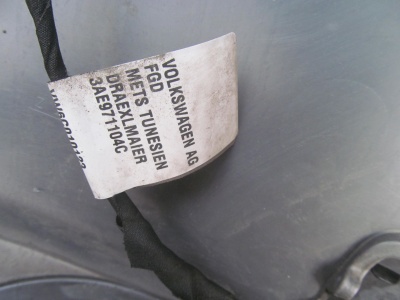 VOLKSWAGEN AG
FGD
METS TUNESIEN
DRAEXLMAIER
3AE971104C